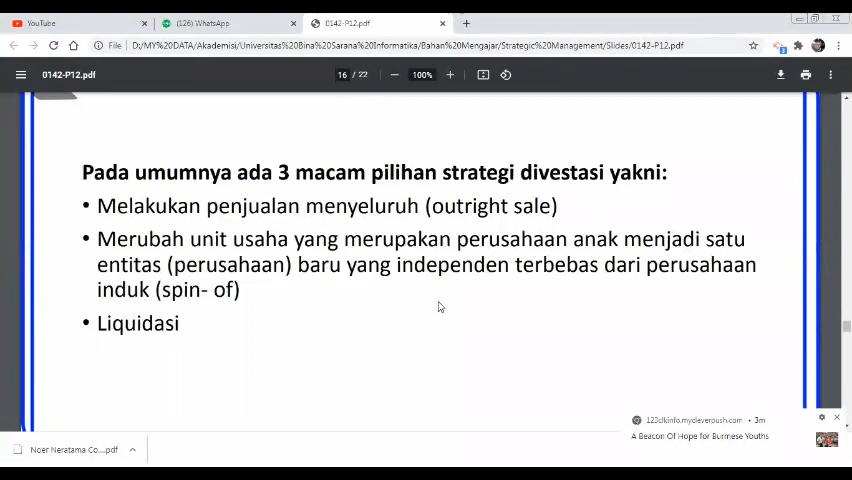 YouTube
(126) WhatsApp
0142-P12.pdf
File
D:/MY%20DATA/Akademisi/Universitas%20Bina%20Sarana%20Informatika/Bahan%20Mengajar/Strategic%20Management/Slides/0142-P12.pdf
0142-P12.pdf
16 / 22
100%
Pada umumnya ada 3 macam pilihan strategi divestasi yakni:
• Melakukan penjualan menyeluruh (outright sale)
• Merubah unit usaha yang merupakan perusahaan anak menjadi satu
entitas (perusahaan) baru yang independen terbebas dari perusahaan
induk (spin- of)
• Liquidasi
123clkinfo.mycleverpush.com • 3m
A Beacon Of Hope for Burmese Youths
Noer Neratama Co....pdf